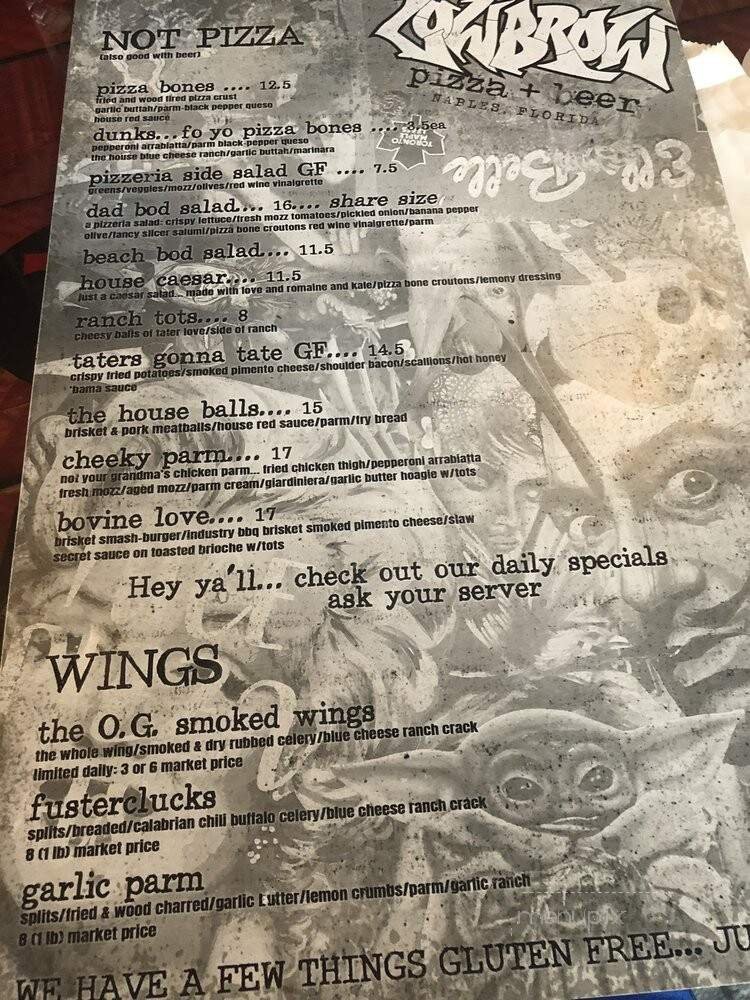 LOWBROW
pizza + beer
NAPLES, FLORIDA
TORONTO
MAPLE
Ella Belle
NOT PIZZA
(also good with beer)
pizza bones .... 12.5
fried and wood fired pizza crust
garlic buttah/parm-black pepper queso
house red sauce
dunks...fo yo pizza bones .... 3.5ea
pepperoni arrabiatta/parm black-pepper queso
the house blue cheese ranch/garlic buttah/marinara
pizzeria side salad GF .... 7.5
greens/veggies/mozz/olives/red wine vinaigrette
dad bod salad.... 16.... share size
a pizzeria salad: crispy lettuce/fresh mozz tomatoes/pickled onion/banana pepper
olive/fancy slicer salumi/pizza bone croutons red wine vinaigrette/parm
beach bod salad.... 11.5
house caesar.... 11.5
just a caesar salad... made with love and romaine and kale/pizza bone croutons/lemony dressing
ranch tots.... 8
cheesy balls of tater love/side of ranch
taters gonna tate GF.... 14.5
crispy fried potatoes/smoked pimento cheese/shoulder bacon/scallions/hot honey
'bama sauce
the house balls.... 15
brisket & pork meatballs/house red sauce/parm/fry bread
cheeky parm.... 17
not your grandma's chicken parm... fried chicken thigh/pepperoni arrabiatta
fresh mozz/aged mozz/parm cream/giardiniera/garlic butter hoagie w/tots
bovine love.... 17
brisket smash-burger/industry bbq brisket smoked pimento cheese/slaw
secret sauce on toasted brioche w/tots
Hey ya'll... check out our daily specials
ask your server
WINGS
the O.G. smoked wings
the whole wing/smoked & dry rubbed celery/blue cheese ranch crack
limited daily: 3 or 6 market price
fusterclucks
splits/breaded/calabrian chili buffalo celery/blue cheese ranch crack
8 (1 lb) market price
garlic parm
splits/fried & wood charred/garlic butter/lemon crumbs/parm/garlic ranch
8 (1 lb) market price
menupix
WE HAVE A FEW THINGS GLUTEN FREE... JU